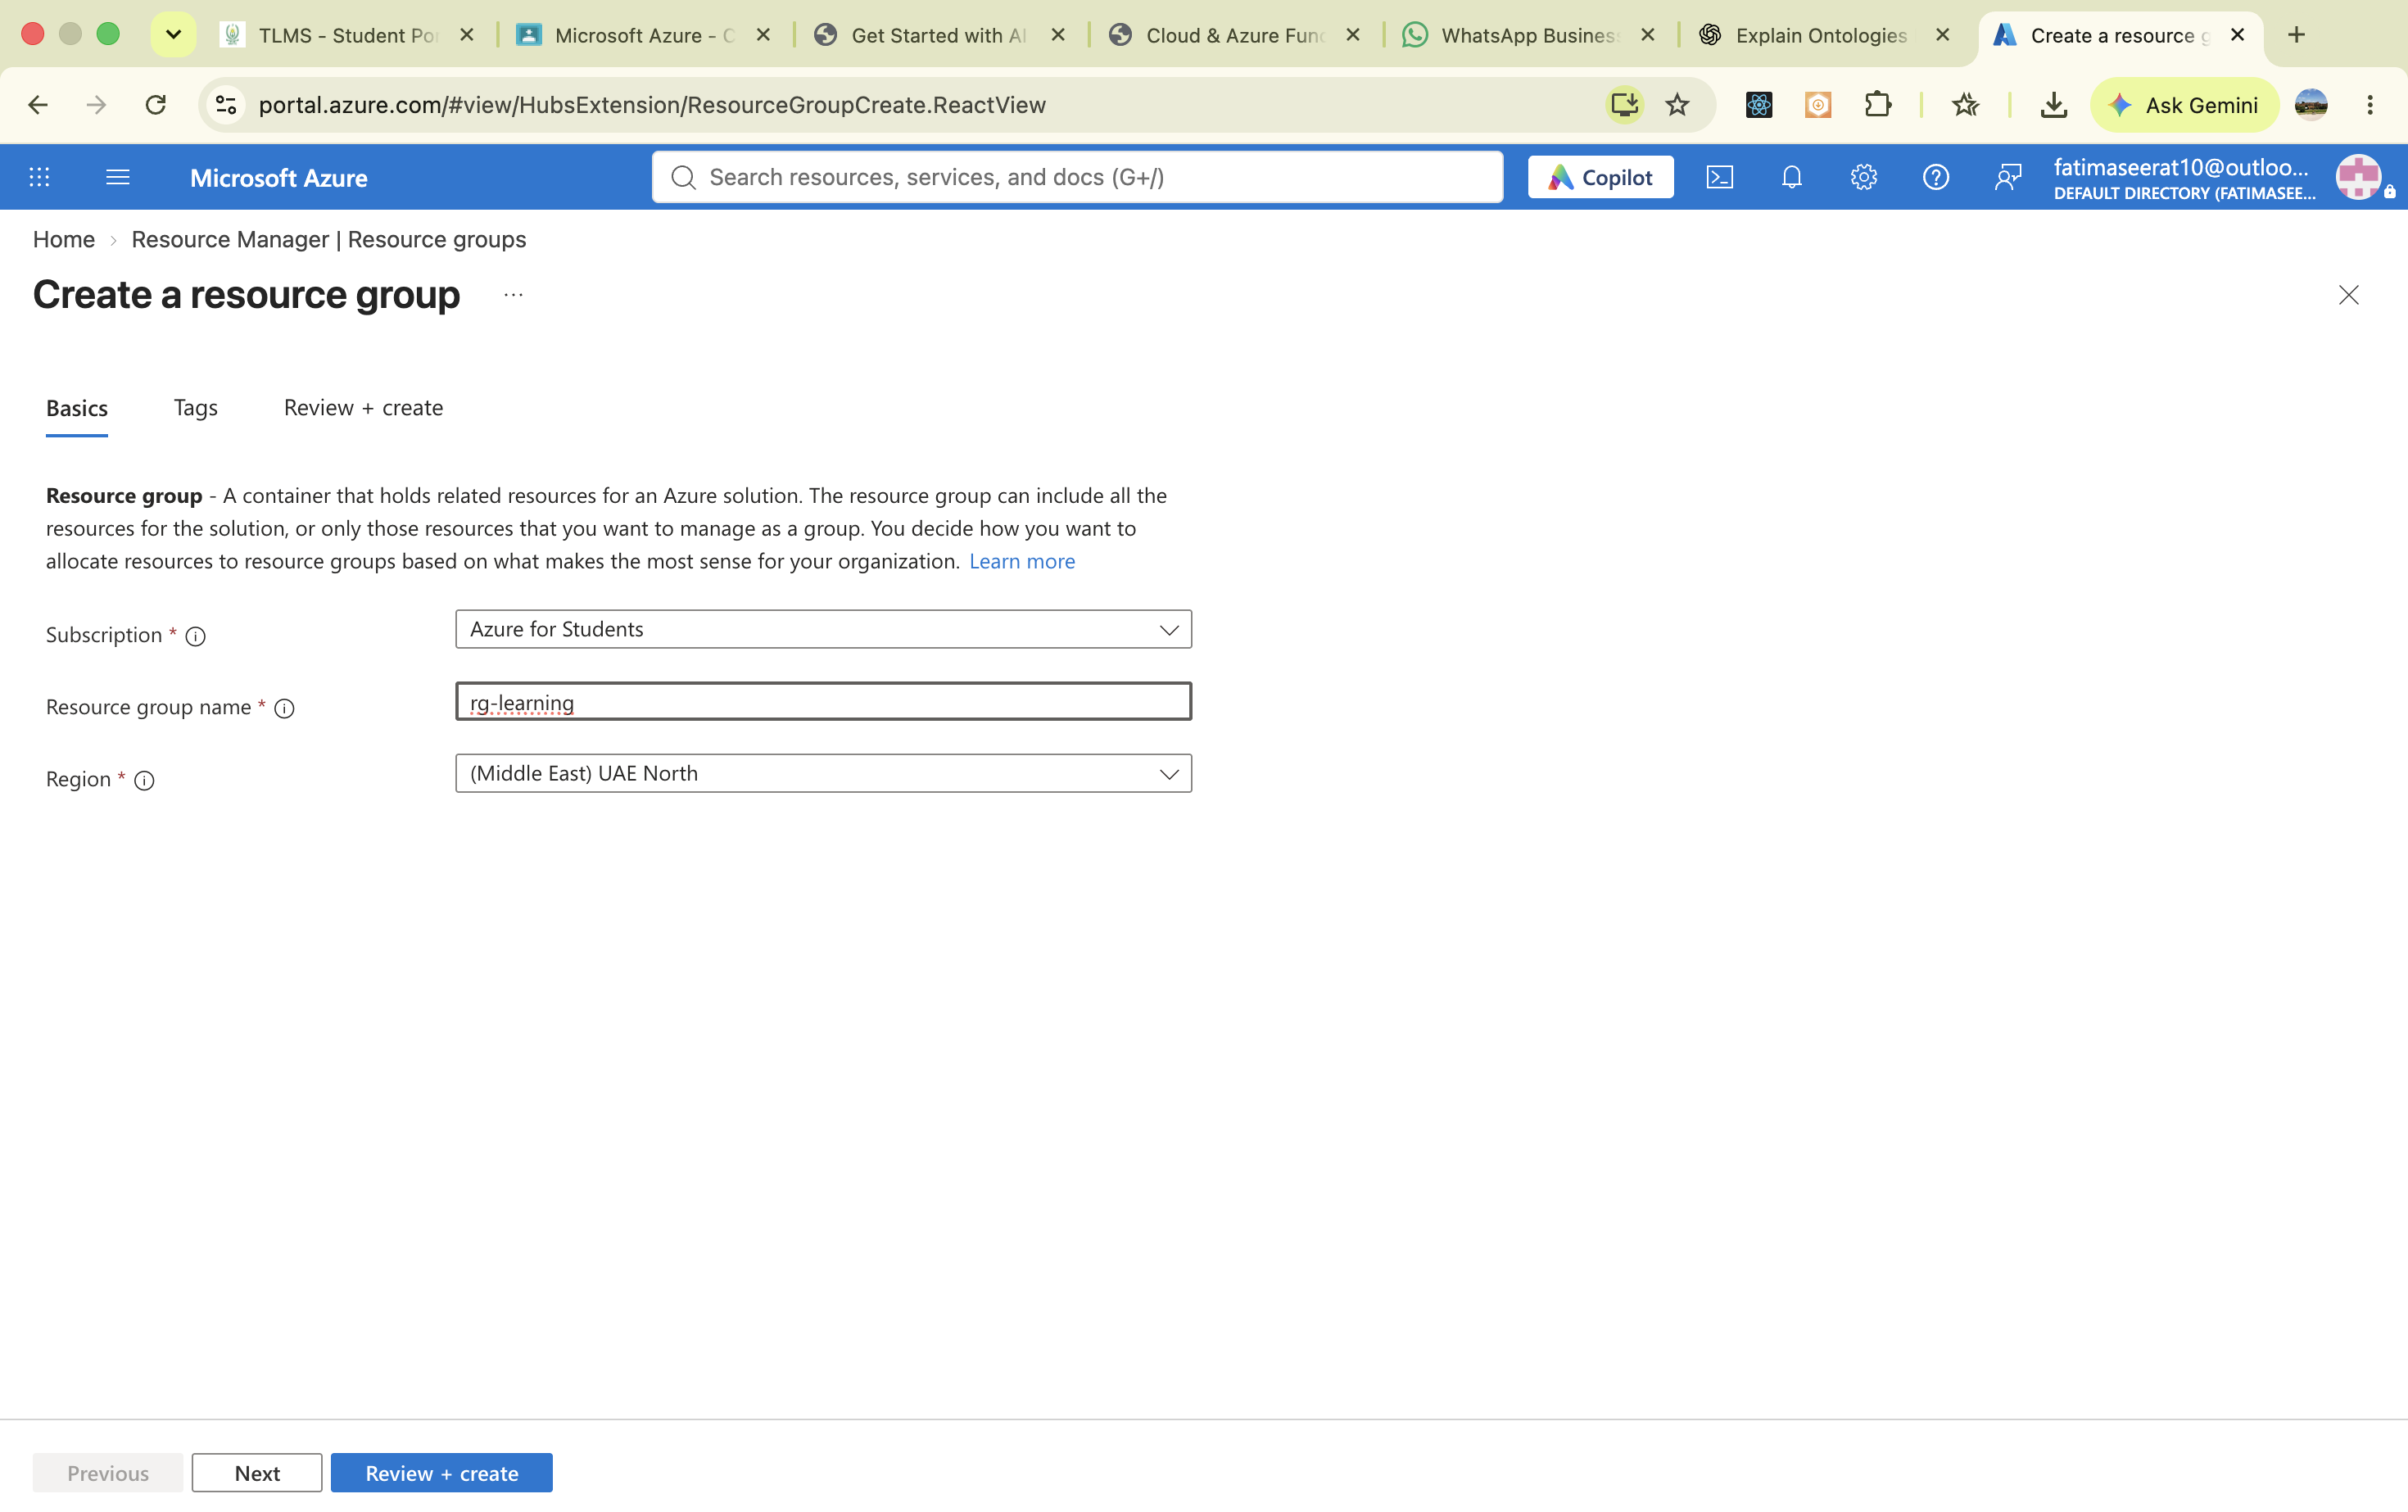 TLMS - Student Por
Microsoft Azure - C
Get Started with AI
Cloud & Azure Func
WhatsApp Business
Explain Ontologies
Create a resource g
portal.azure.com/#view/HubsExtension/ResourceGroupCreate.ReactView
Ask Gemini
Microsoft Azure
Search resources, services, and docs (G+/)
Copilot
fatimaseerat10@outloo...
DEFAULT DIRECTORY (FATIMASEE...
Home > Resource Manager | Resource groups
Create a resource group ...
Basics
Tags
Review + create
Resource group - A container that holds related resources for an Azure solution. The resource group can include all the
resources for the solution, or only those resources that you want to manage as a group. You decide how you want to
allocate resources to resource groups based on what makes the most sense for your organization. Learn more
Subscription *
Azure for Students
Resource group name *
rg-learning
Region *
(Middle East) UAE North
Previous
Next
Review + create